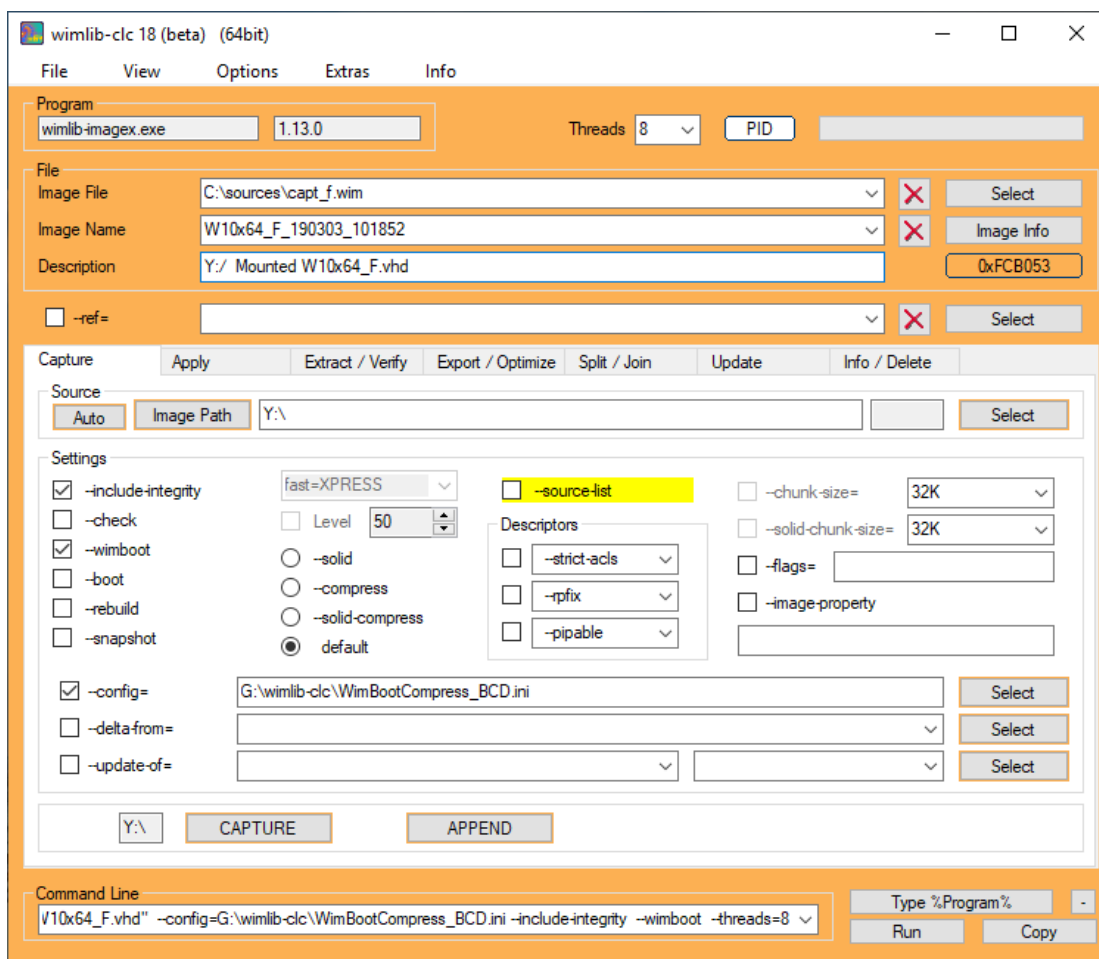 wimlib-clc 18 (beta) (64bit)
File View Options Extras Info
Program
wimlib-imagex.exe 1.13.0 Threads 8 PID
File
Image File C:\sources\capt_f.wim Select
Image Name W10x64_F_190303_101852 Image Info
Description Y:/ Mounted W10x64_F.vhd 0xFCB053
--ref= Select
Capture Apply Extract / Verify Export / Optimize Split / Join Update Info / Delete
Source
Auto Image Path Y:\ Select
Settings
--include-integrity fast=XPRESS --source-list --chunk-size= 32K
--check Level 50 Descriptors --solid-chunk-size= 32K
--wimboot --solid --strict-acls --flags=
--boot --compress --rpfix --image-property
--rebuild --solid-compress --pipable
--snapshot default
--config= G:\wimlib-clc\WimBootCompress_BCD.ini Select
--delta-from= Select
--update-of= Select
Y:\ CAPTURE APPEND
Command Line
10x64_F.vhd" --config=G:\wimlib-clc\WimBootCompress_BCD.ini --include-integrity --wimboot --threads=8
Type %Program% -
Run Copy